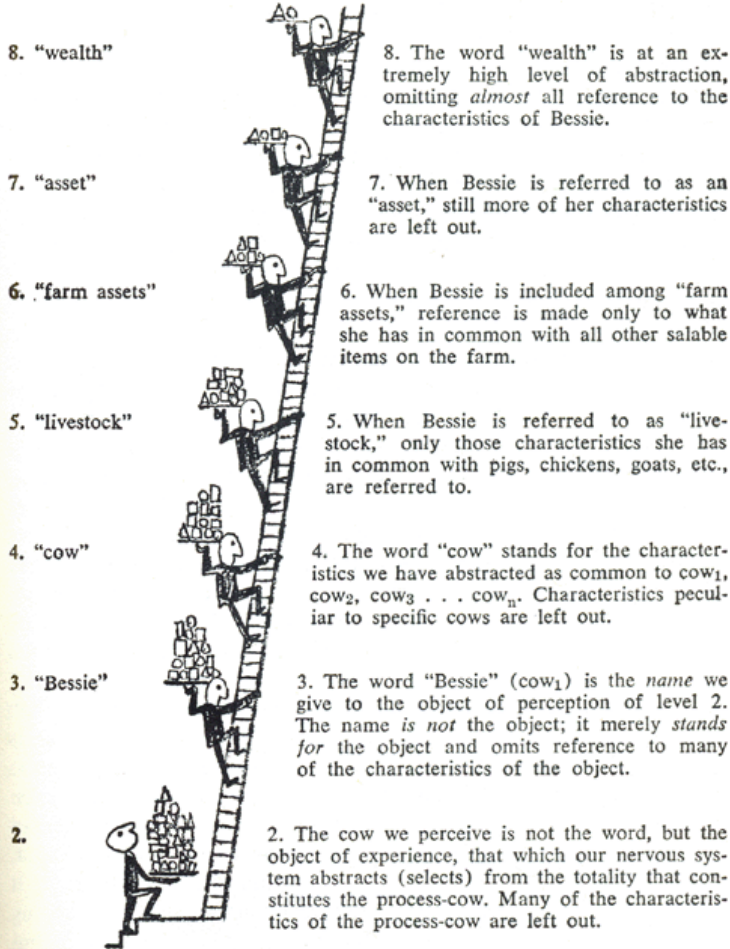 8. "wealth"
8. The word "wealth" is at an ex-
tremely high level of abstraction,
omitting almost all reference to the
characteristics of Bessie.
7. "asset"
7. When Bessie is referred to as an
"asset," still more of her characteristics
are left out.
6. "farm assets"
6. When Bessie is included among "farm
assets," reference is made only to what
she has in common with all other salable
items on the farm.
5. "livestock"
5. When Bessie is referred to as "live-
stock," only those characteristics she has
in common with pigs, chickens, goats, etc.,
are referred to.
4. "cow"
4. The word "cow" stands for the character-
istics we have abstracted as common to cow₁,
cow₂, cow₃ . . . cowₙ. Characteristics pecul-
iar to specific cows are left out.
3. "Bessie"
3. The word "Bessie" (cow₁) is the name we
give to the object of perception of level 2.
The name is not the object; it merely stands
for the object and omits reference to many
of the characteristics of the object.
2.
2. The cow we perceive is not the word, but the
object of experience, that which our nervous sys-
tem abstracts (selects) from the totality that con-
stitutes the process-cow. Many of the characteris-
tics of the process-cow are left out.